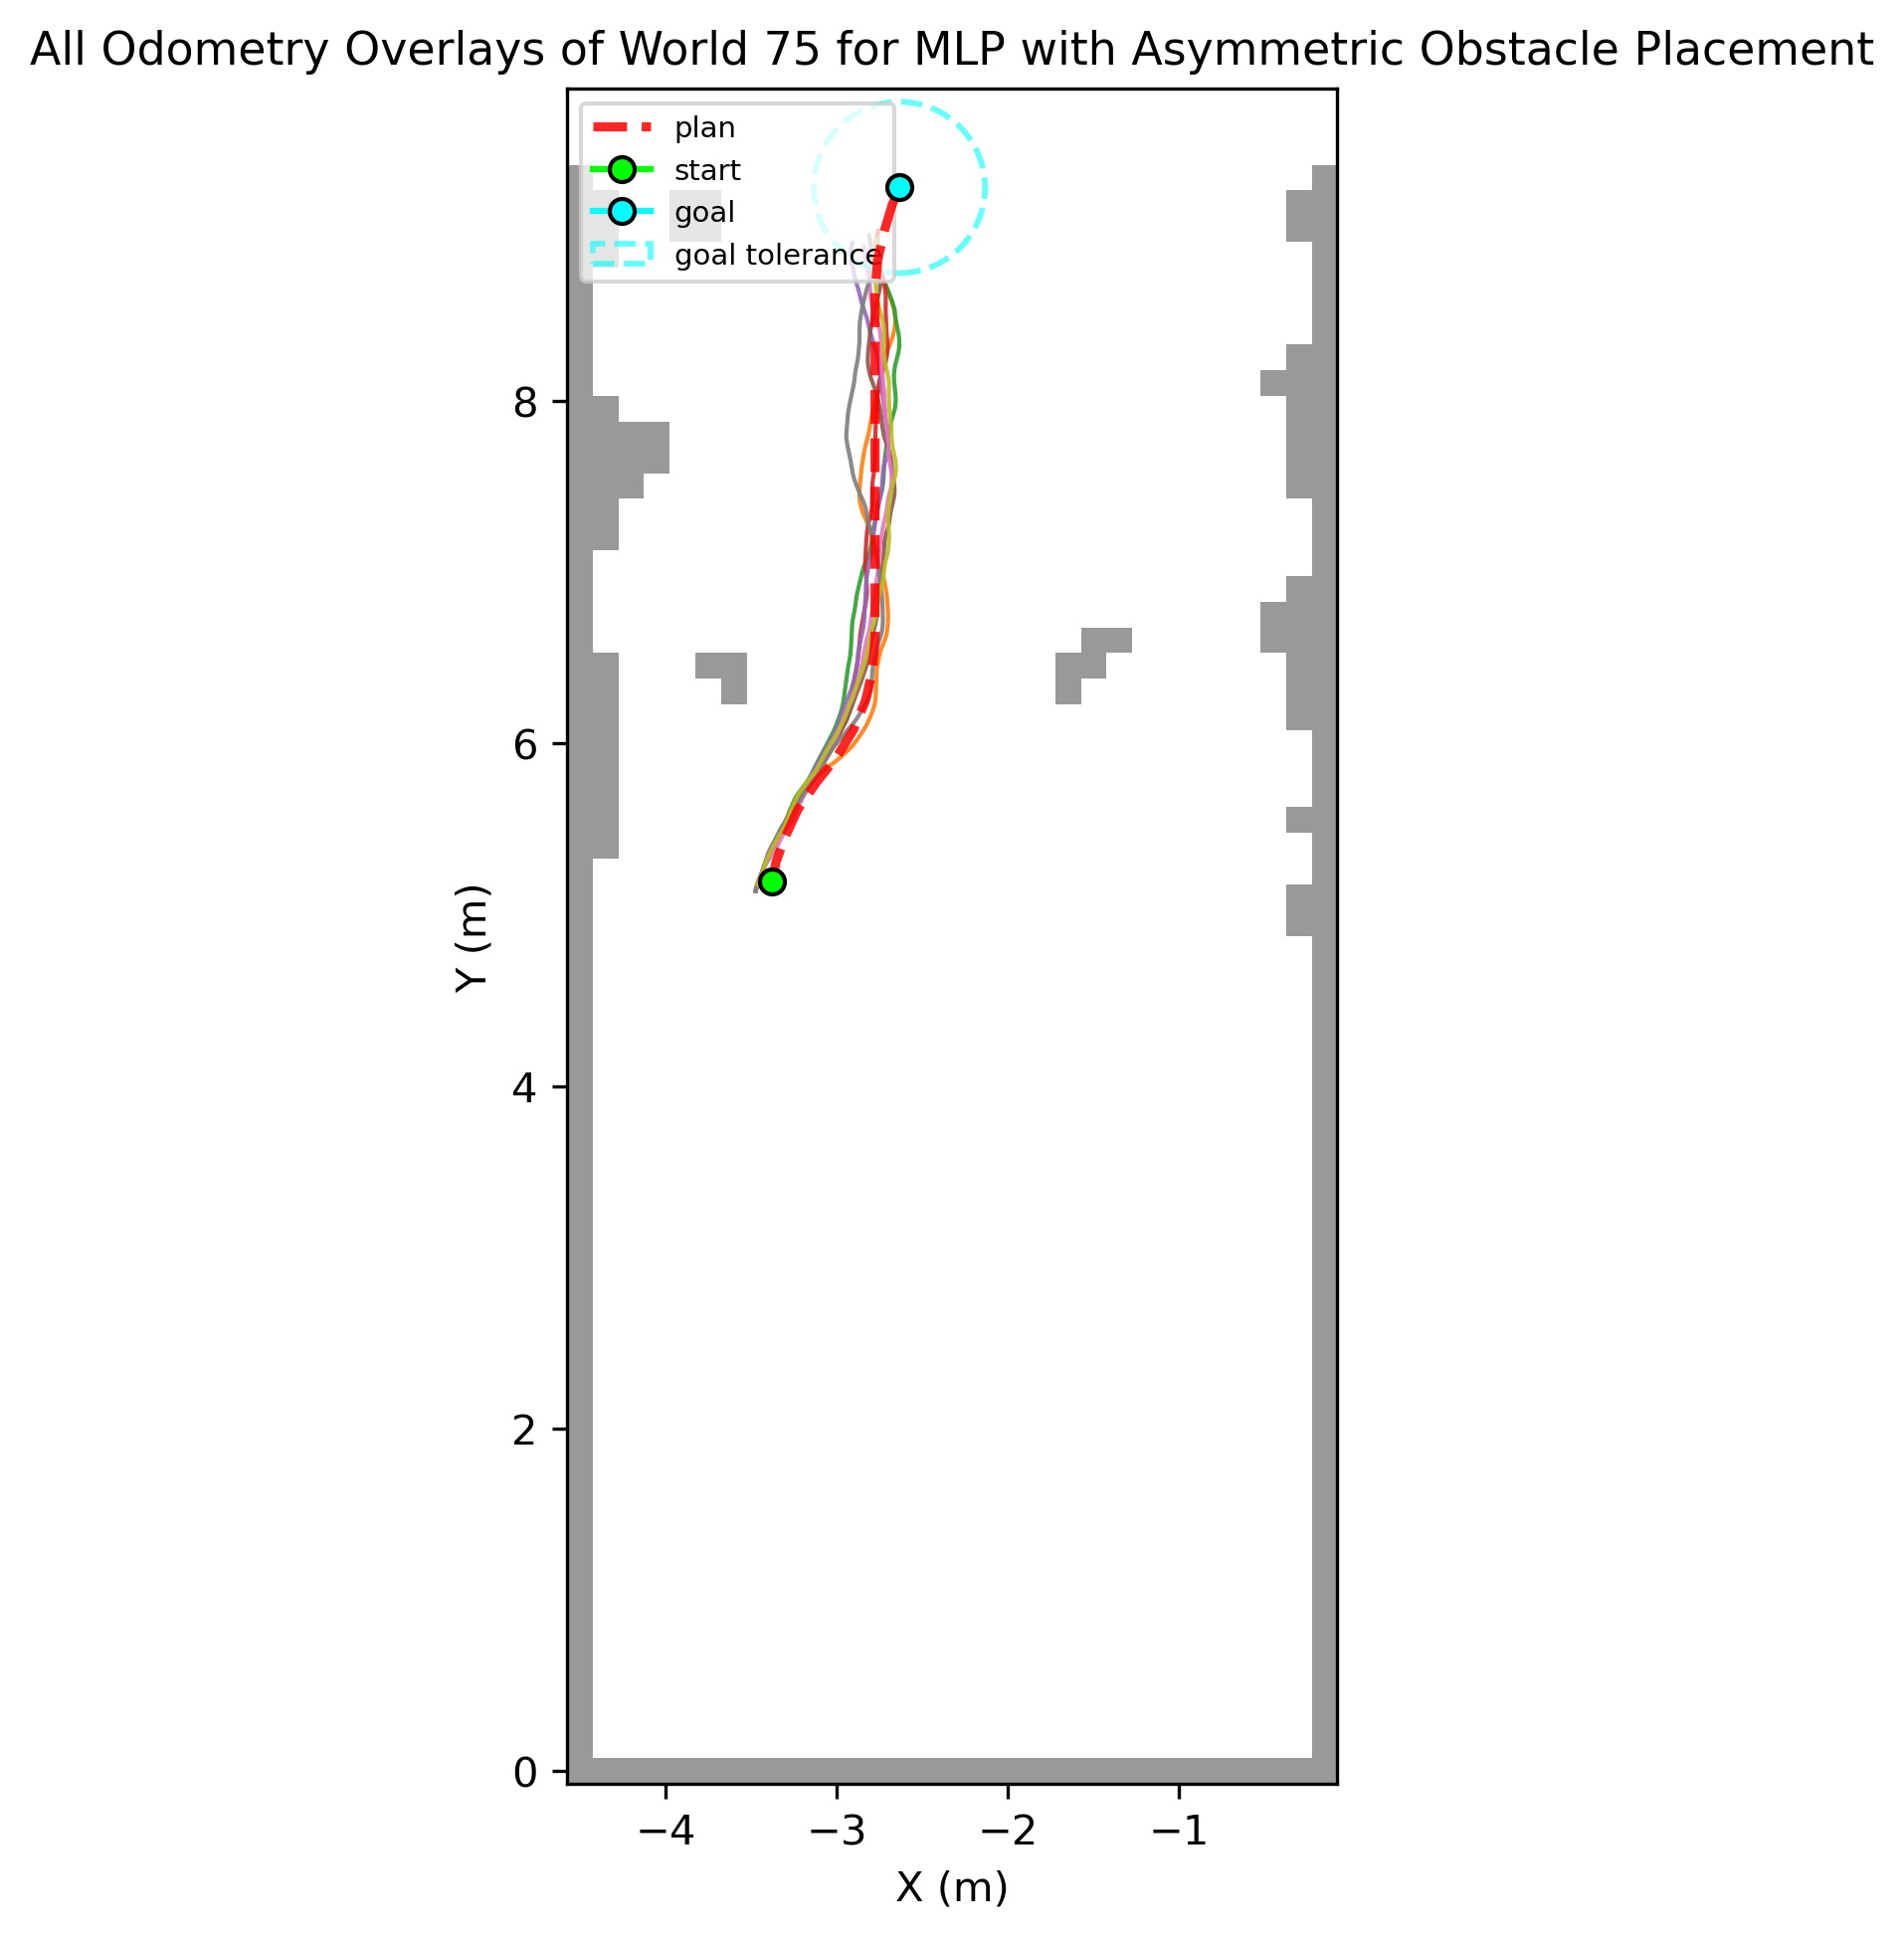 All Odometry Overlays of World 75 for MLP with Asymmetric Obstacle Placement
plan
start
goal
goal tolerance
8
6
4
2
0
Y (m)
−4
−3
−2
−1
X (m)